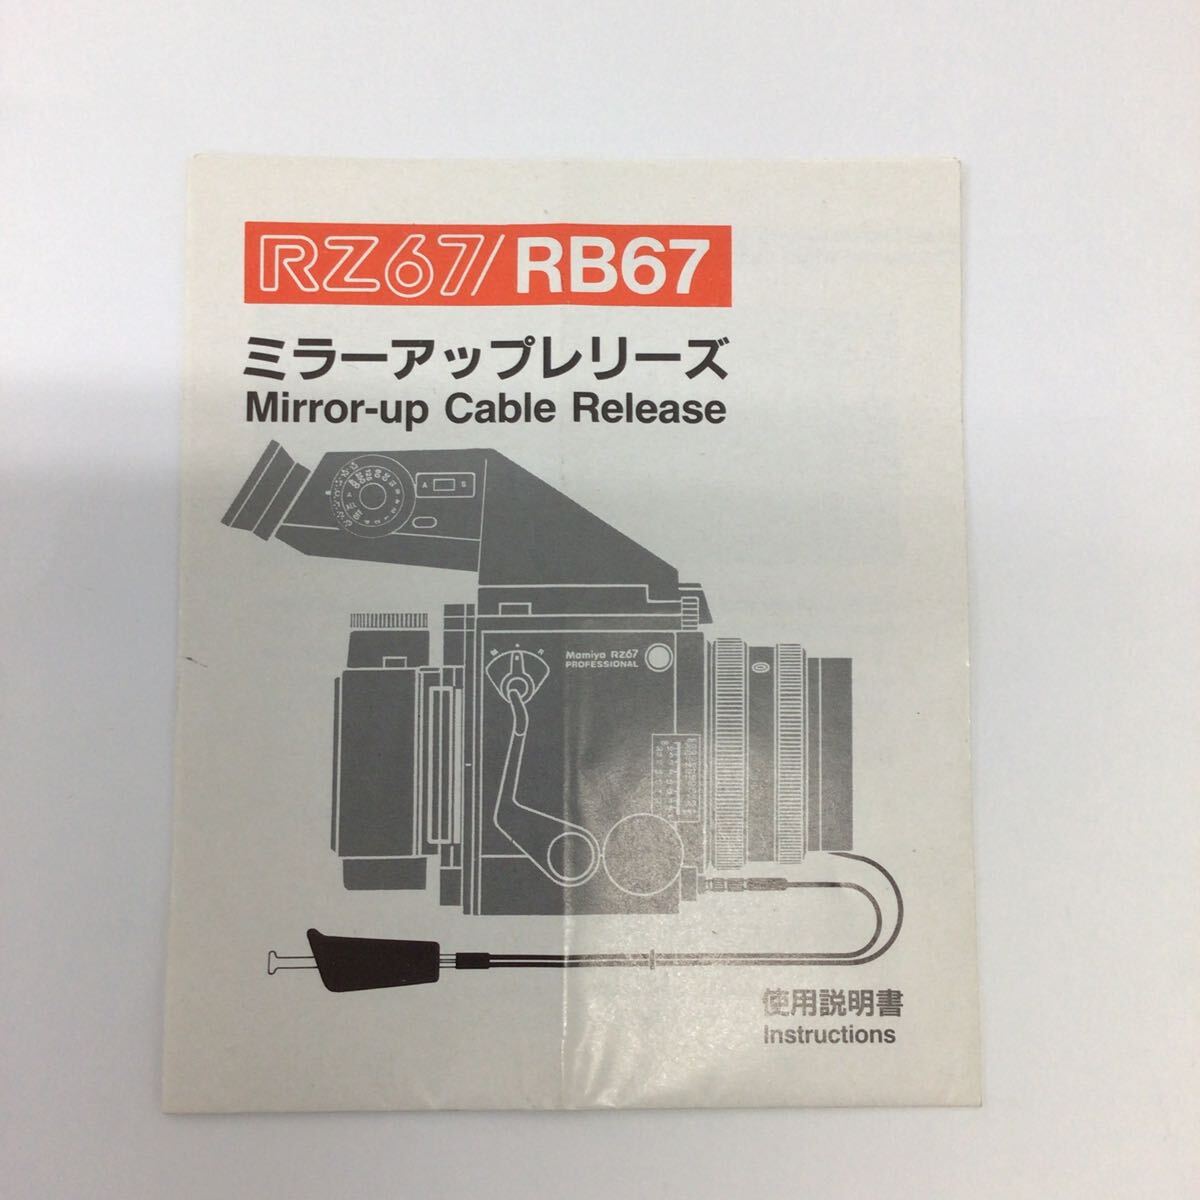 RZ67/RB67
ミラーアップレリーズ
Mirror-up Cable Release
A S
M R
Mamiya RZ67
PROFESSIONAL
使用説明書
Instructions